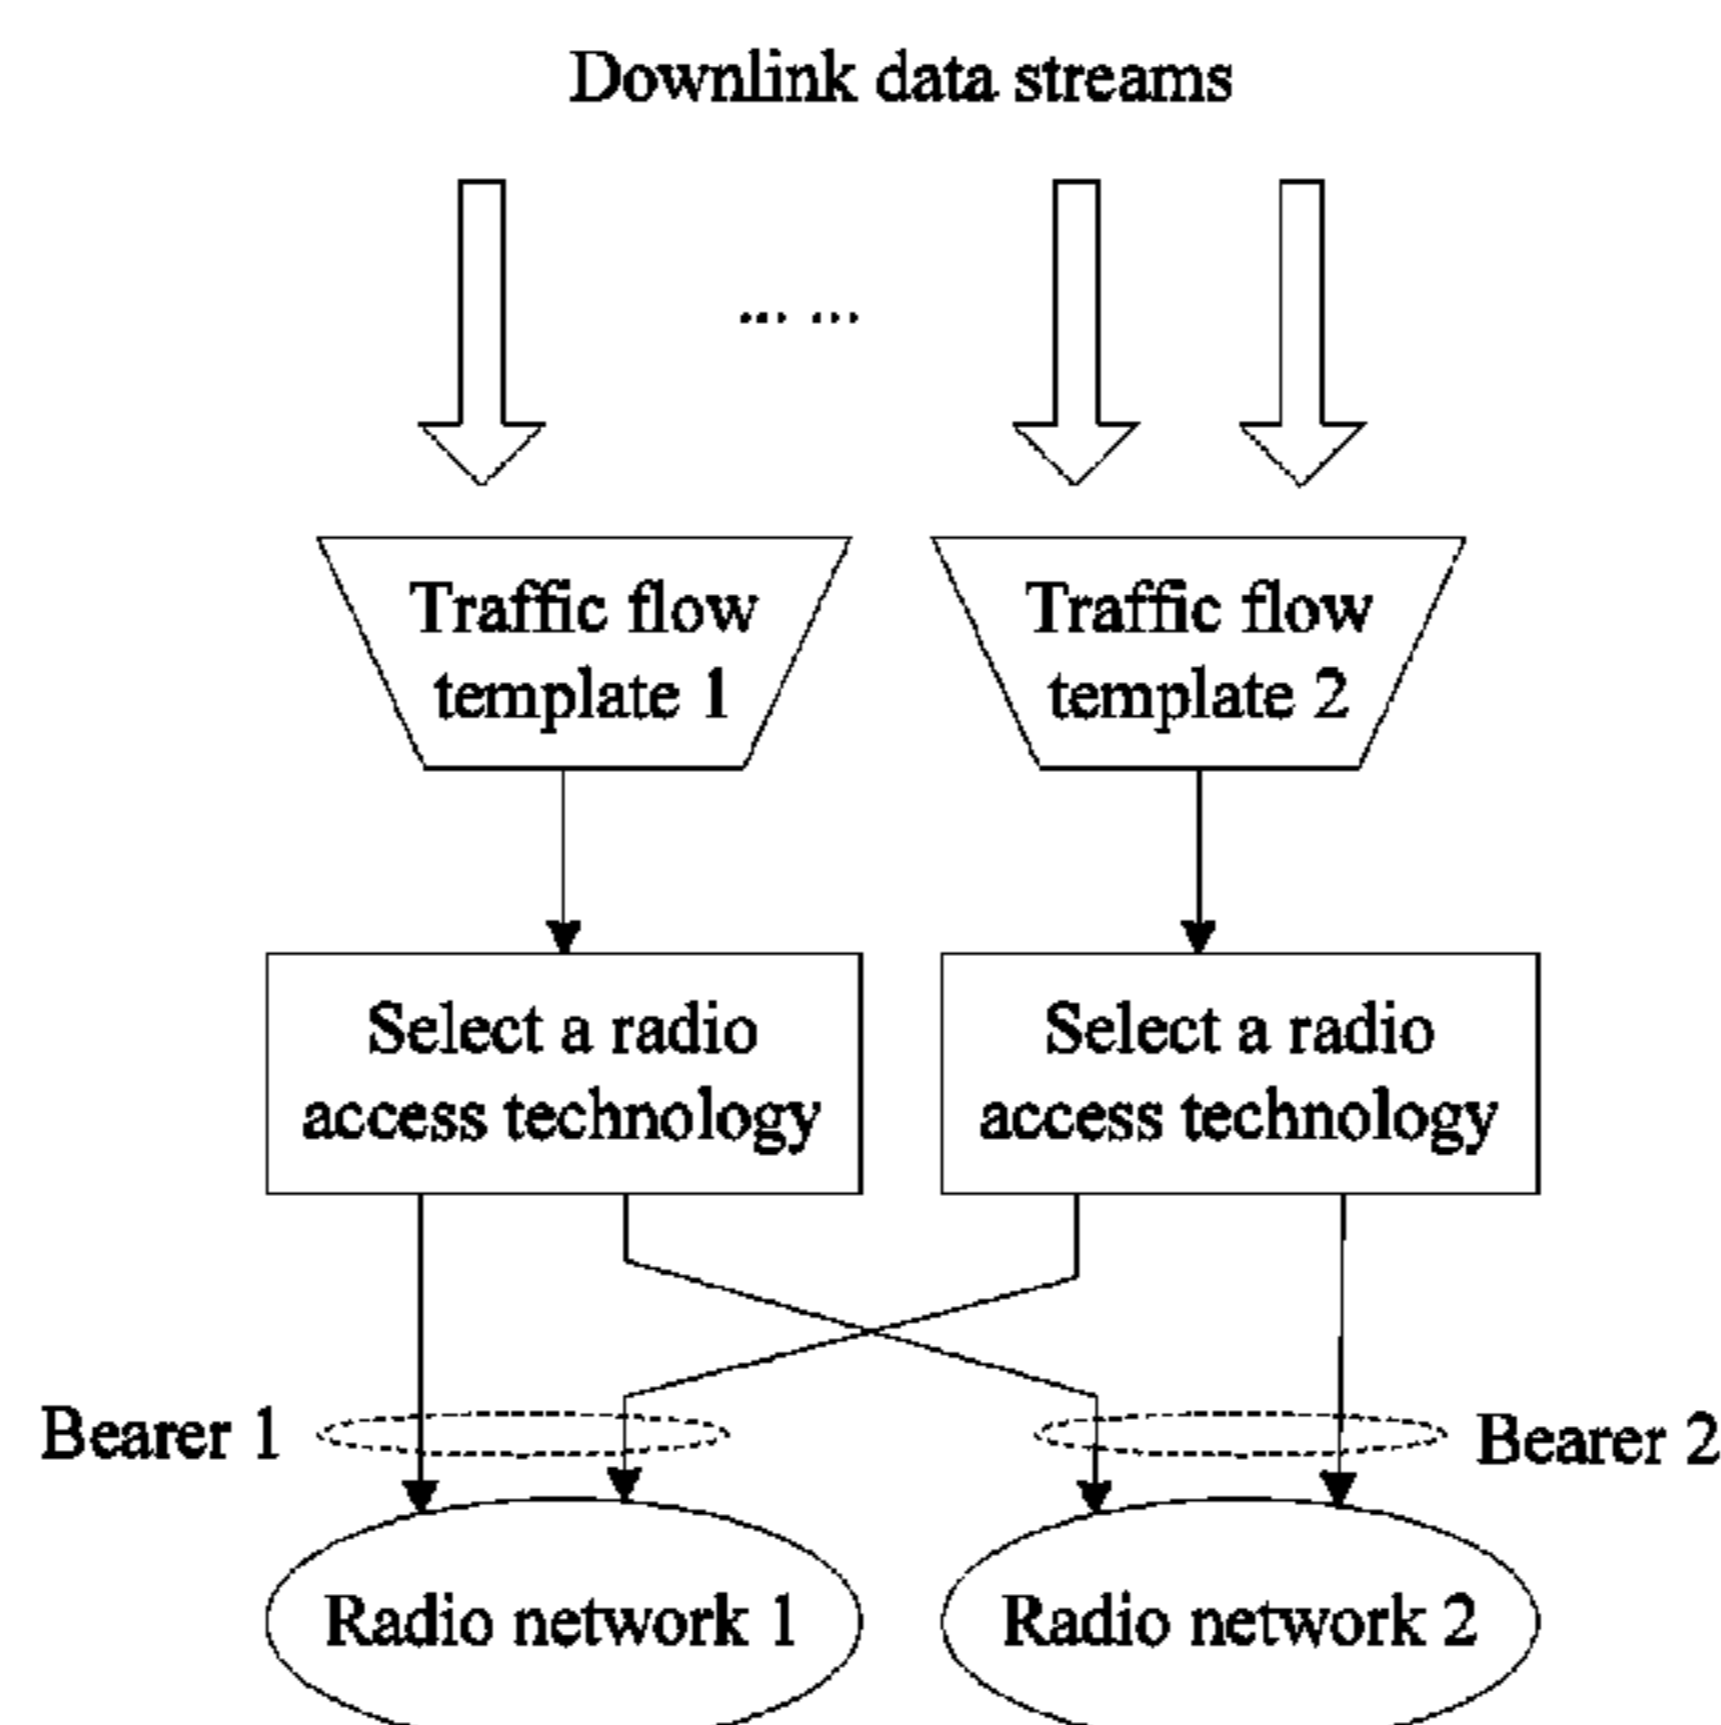 Downlink data streams
... ...
Traffic flow
template 1
Traffic flow
template 2
Select a radio
access technology
Select a radio
access technology
Bearer 1
Bearer 2
Radio network 1
Radio network 2